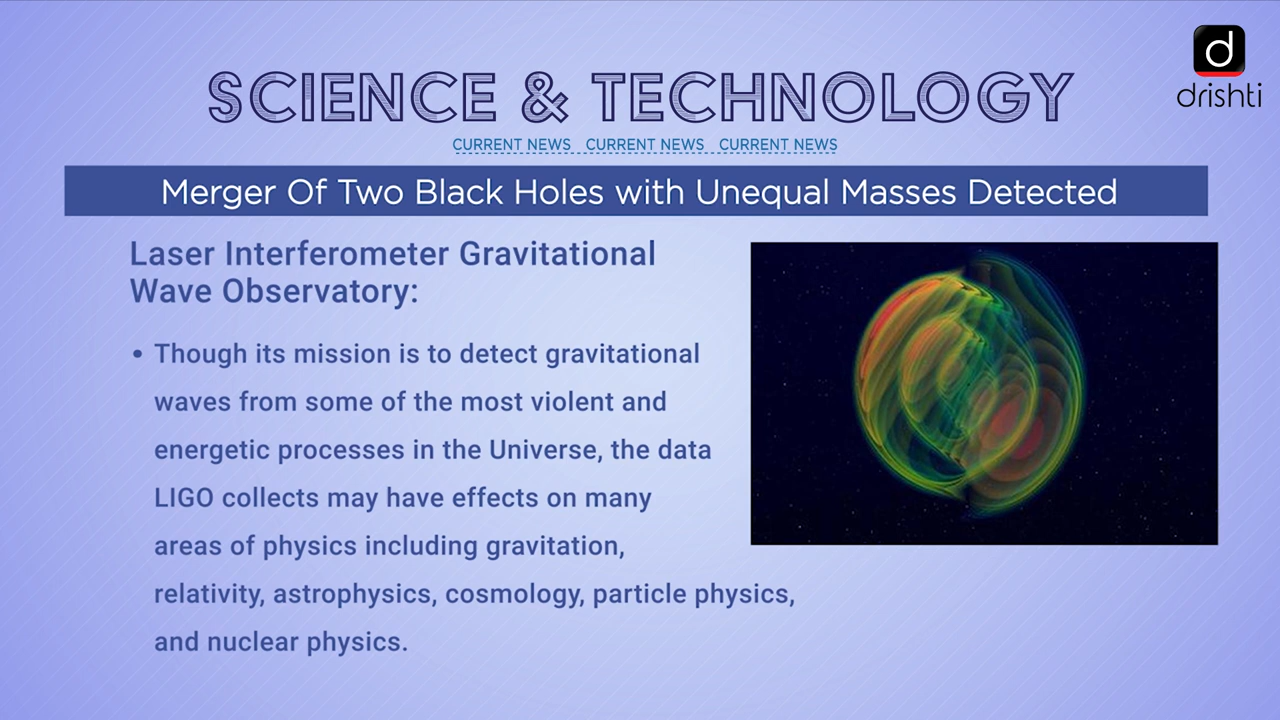 d
drishti
SCIENCE & TECHNOLOGY
CURRENT NEWS CURRENT NEWS CURRENT NEWS
Merger Of Two Black Holes with Unequal Masses Detected
Laser Interferometer Gravitational
Wave Observatory:
• Though its mission is to detect gravitational
waves from some of the most violent and
energetic processes in the Universe, the data
LIGO collects may have effects on many
areas of physics including gravitation,
relativity, astrophysics, cosmology, particle physics,
and nuclear physics.